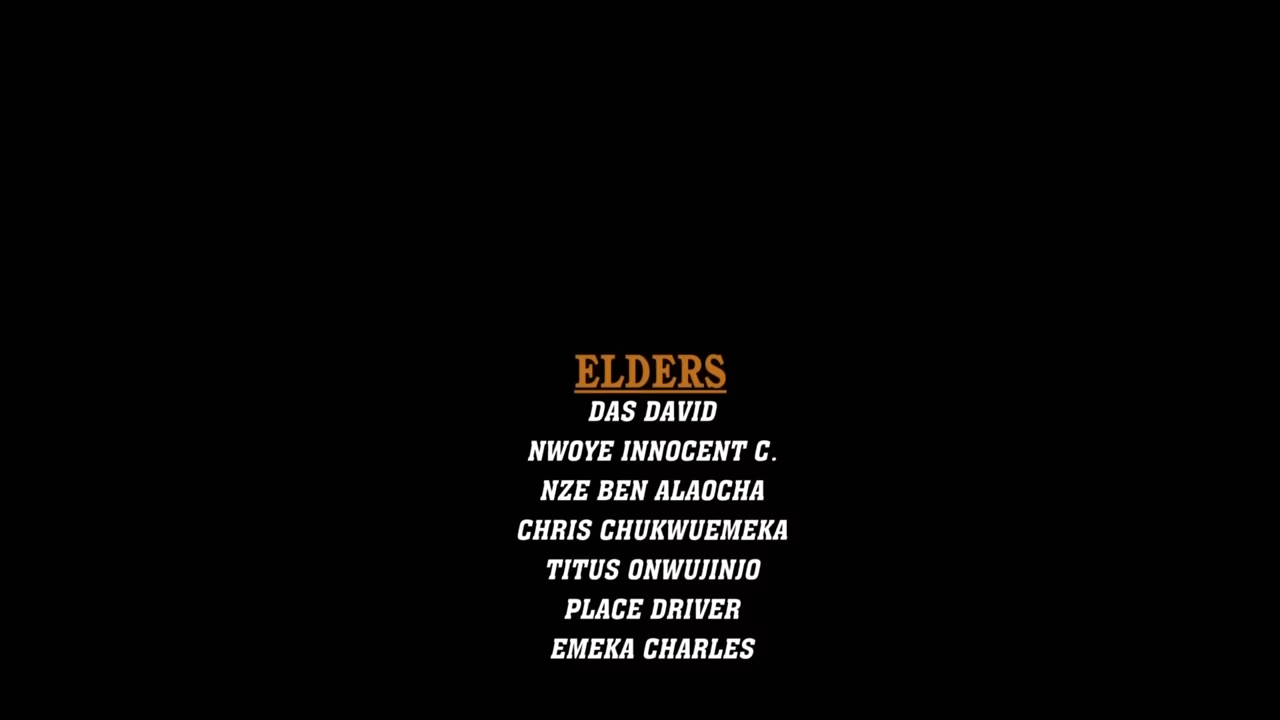 ELDERS
DAS DAVID
NWOYE INNOCENT C.
NZE BEN ALAOCHA
CHRIS CHUKWUEMEKA
TITUS ONWUJINJO
PLACE DRIVER
EMEKA CHARLES